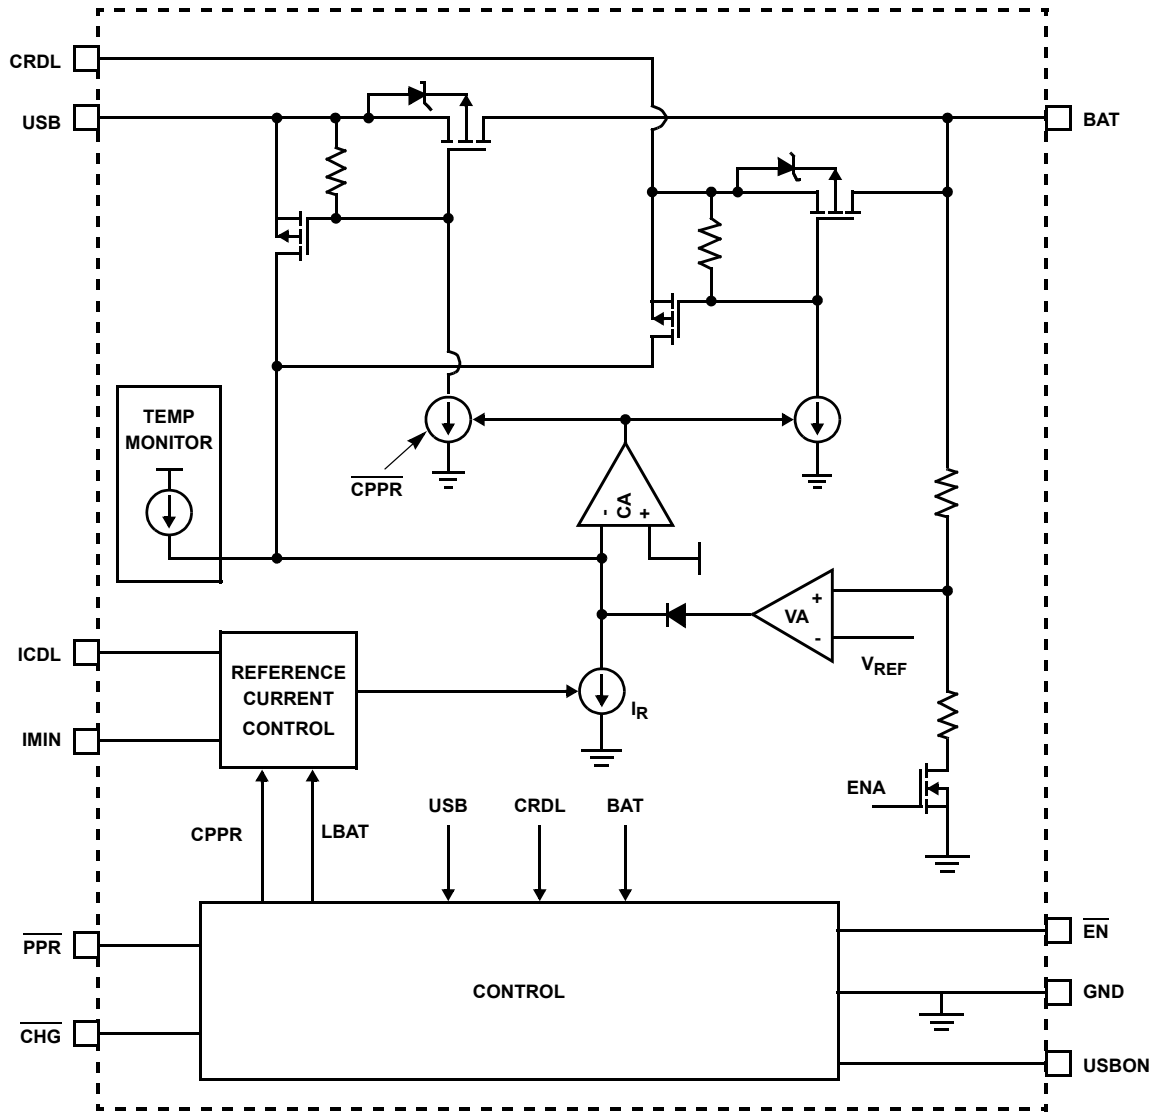 CRDL
USB
BAT
TEMP
MONITOR
CPPR
-
CA
+
+
VA
-
VREF
ICDL
IMIN
REFERENCE
CURRENT
CONTROL
IR
ENA
CPPR
LBAT
USB
CRDL
BAT
PPR
CHG
CONTROL
EN
GND
USBON